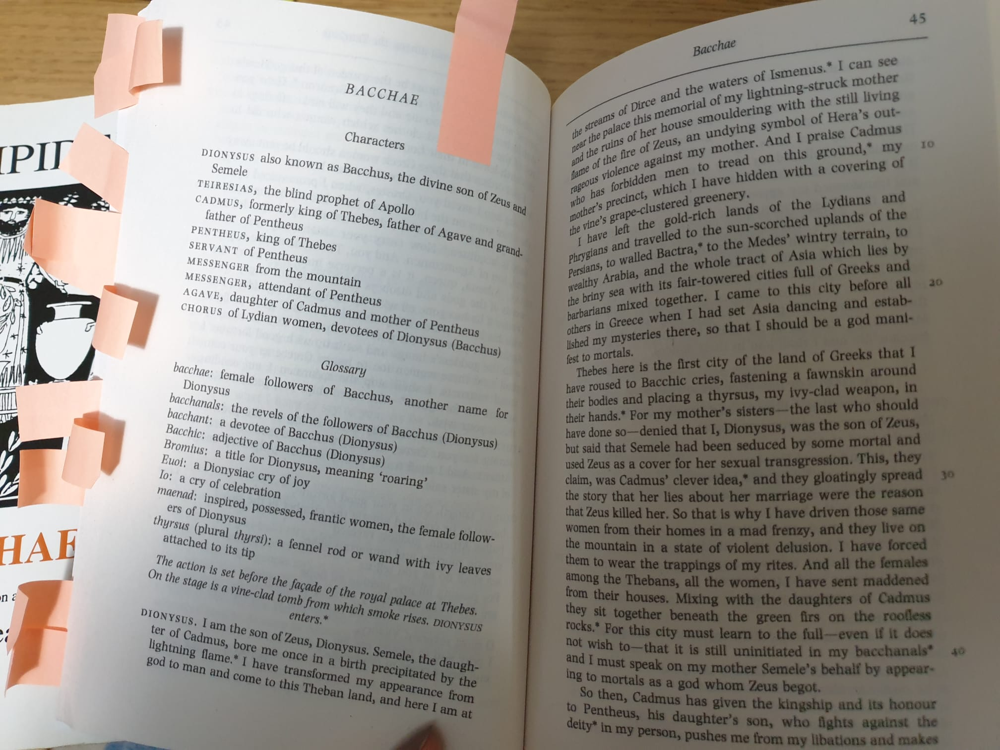 BACCHAE
Characters
DIONYSUS also known as Bacchus, the divine son of Zeus and
Semele
TEIRESIAS, the blind prophet of Apollo
CADMUS, formerly king of Thebes, father of Agave and grand-
father of Pentheus
PENTHEUS, king of Thebes
SERVANT of Pentheus
MESSENGER from the mountain
MESSENGER, attendant of Pentheus
AGAVE, daughter of Cadmus and mother of Pentheus
CHORUS of Lydian women, devotees of Dionysus (Bacchus)
Glossary
bacchae: female followers of Bacchus, another name for
Dionysus
bacchanals: the revels of the followers of Bacchus (Dionysus)
bacchant: a devotee of Bacchus (Dionysus)
Bacchic: adjective of Bacchus (Dionysus)
Bromius: a title for Dionysus, meaning ‘roaring’
Euoi: a Dionysiac cry of joy
Io: a cry of celebration
maenad: inspired, possessed, frantic women, the female follow-
ers of Dionysus
thyrsus (plural thyrsi): a fennel rod or wand with ivy leaves
attached to its tip
The action is set before the façade of the royal palace at Thebes.
On the stage is a vine-clad tomb from which smoke rises. DIONYSUS
enters.*
DIONYSUS. I am the son of Zeus, Dionysus. Semele, the daugh-
ter of Cadmus, bore me once in a birth precipitated by the
lightning flame.* I have transformed my appearance from
god to man and come to this Theban land, and here I am at
Bacchae 45
the streams of Dirce and the waters of Ismenus.* I can see
near the palace this memorial of my lightning-struck mother
and the ruins of her house smouldering with the still living
flame of the fire of Zeus, an undying symbol of Hera’s out-
rageous violence against my mother. And I praise Cadmus 10
who has forbidden men to tread on this ground,* my
mother’s precinct, which I have hidden with a covering of
the vine’s grape-clustered greenery.
I have left the gold-rich lands of the Lydians and
Phrygians and travelled to the sun-scorched uplands of the
Persians, to walled Bactra,* to the Medes’ wintry terrain, to
wealthy Arabia, and the whole tract of Asia which lies by
the briny sea with its fair-towered cities full of Greeks and
barbarians mixed together. I came to this city before all 20
others in Greece when I had set Asia dancing and estab-
lished my mysteries there, so that I should be a god mani-
fest to mortals.
Thebes here is the first city of the land of Greeks that I
have roused to Bacchic cries, fastening a fawnskin around
their bodies and placing a thyrsus, my ivy-clad weapon, in
their hands.* For my mother’s sisters—the last who should
have done so—denied that I, Dionysus, was the son of Zeus,
but said that Semele had been seduced by some mortal and
used Zeus as a cover for her sexual transgression. This, they
claim, was Cadmus’ clever idea,* and they gloatingly spread 30
the story that her lies about her marriage were the reason
that Zeus killed her. So that is why I have driven those same
women from their homes in a mad frenzy, and they live on
the mountain in a state of violent delusion. I have forced
them to wear the trappings of my rites. And all the females
among the Thebans, all the women, I have sent maddened
from their houses. Mixing with the daughters of Cadmus
they sit together beneath the green firs on the roofless
rocks.* For this city must learn to the full—even if it does
not wish to—that it is still uninitiated in my bacchanals* 40
and I must speak on my mother Semele’s behalf by appear-
ing to mortals as a god whom Zeus begot.
So then, Cadmus has given the kingship and its honour
to Pentheus, his daughter’s son, who fights against the
deity* in my person, pushes me from my libations and makes
IPID
HAE